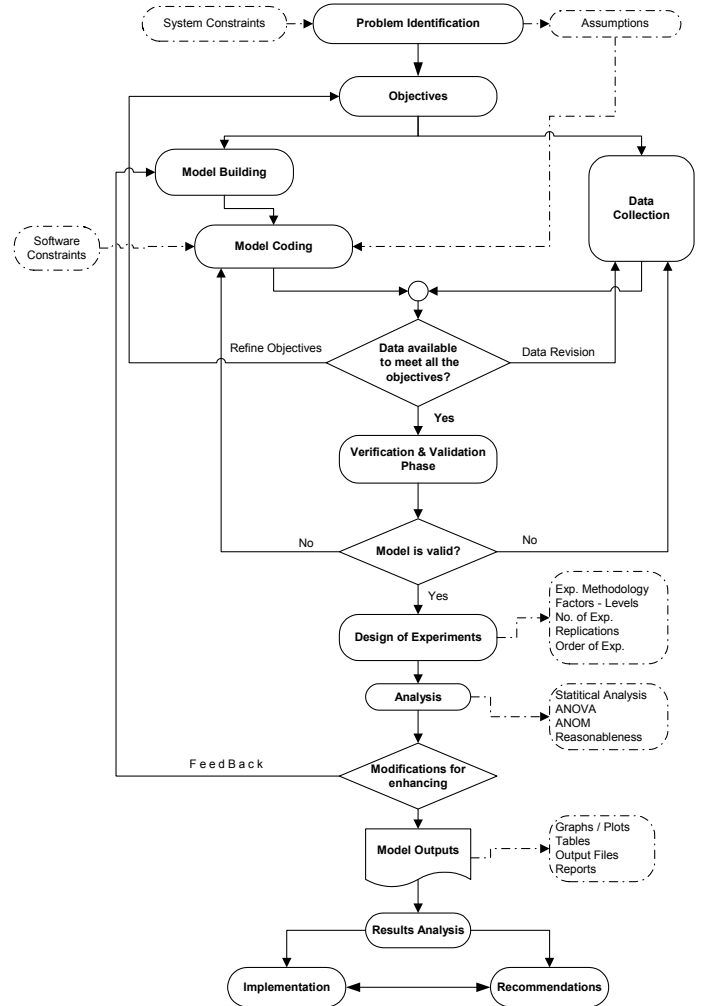 System Constraints
Problem Identification
Assumptions
Objectives
Model Building
Data
Collection
Software
Constraints
Model Coding
Refine Objectives
Data available
to meet all the
objectives?
Data Revision
Yes
Verification & Validation
Phase
No
Model is valid?
No
Yes
Design of Experiments
Exp. Methodology
Factors - Levels
No. of Exp.
Replications
Order of Exp.
Analysis
Statitical Analysis
ANOVA
ANOM
Reasonableness
FeedBack
Modifications for
enhancing
Model Outputs
Graphs / Plots
Tables
Output Files
Reports
Results Analysis
Implementation
Recommendations